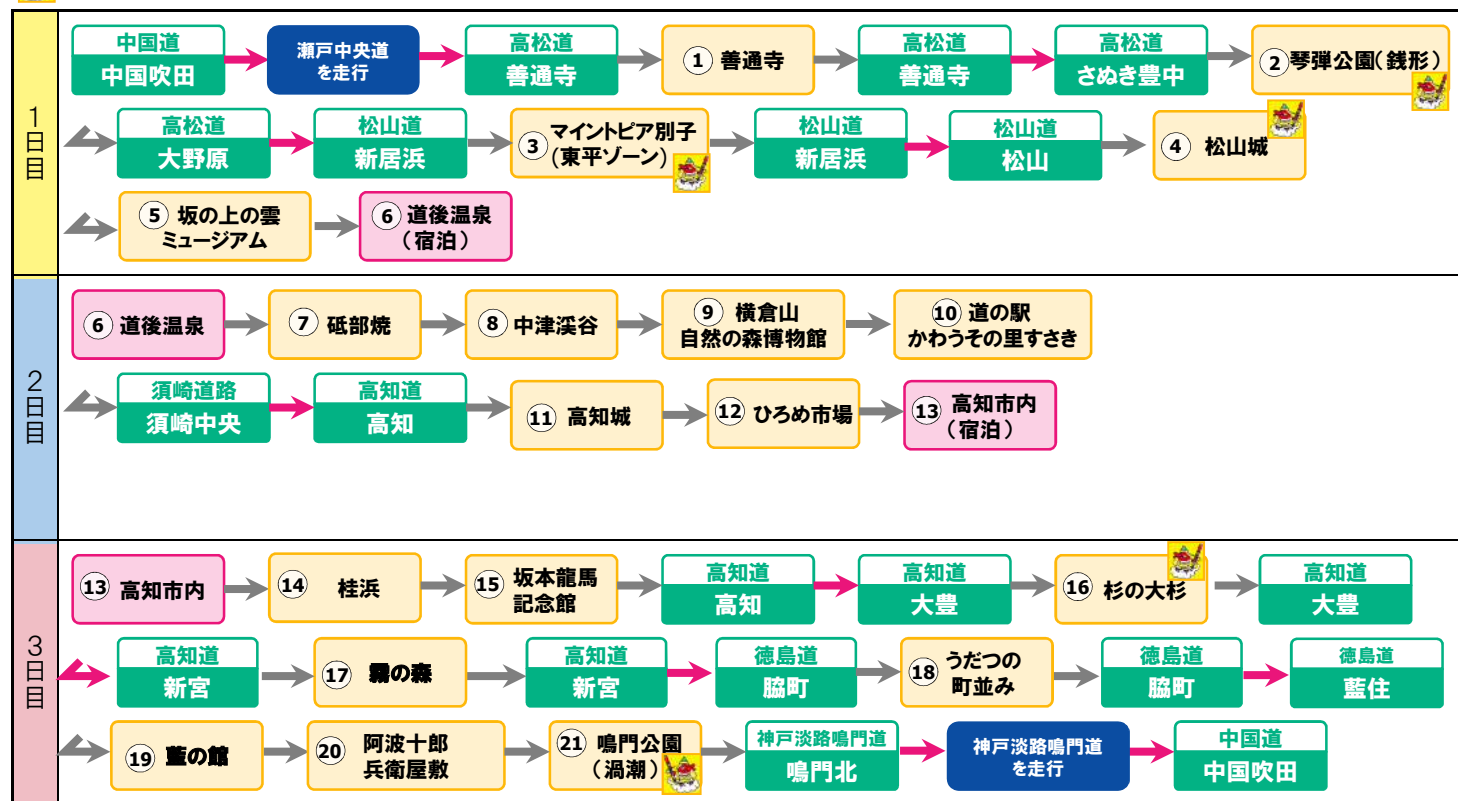 1日目
中国道
中国吹田
瀬戸中央道
を走行
高松道
善通寺
① 善通寺
高松道
善通寺
高松道
さぬき豊中
② 琴弾公園(銭形)
高松道
大野原
松山道
新居浜
③ マイントピア別子
(東平ゾーン)
松山道
新居浜
松山道
松山
④ 松山城
⑤ 坂の上の雲
ミュージアム
⑥ 道後温泉
(宿泊)
2日目
⑥ 道後温泉
⑦ 砥部焼
⑧ 中津渓谷
⑨ 横倉山
自然の森博物館
⑩ 道の駅
かわうその里すさき
須崎道路
須崎中央
高知道
高知
⑪ 高知城
⑫ ひろめ市場
⑬ 高知市内
(宿泊)
3日目
⑬ 高知市内
⑭ 桂浜
⑮ 坂本龍馬
記念館
高知道
高知
高知道
大豊
⑯ 杉の大杉
高知道
大豊
高知道
新宮
⑰ 霧の森
高知道
新宮
徳島道
脇町
⑱ うだつの
町並み
徳島道
脇町
徳島道
藍住
⑲ 藍の館
⑳ 阿波十郎
兵衛屋敷
㉑ 鳴門公園
(渦潮)
神戸淡路鳴門道
鳴門北
神戸淡路鳴門道
を走行
中国道
中国吹田